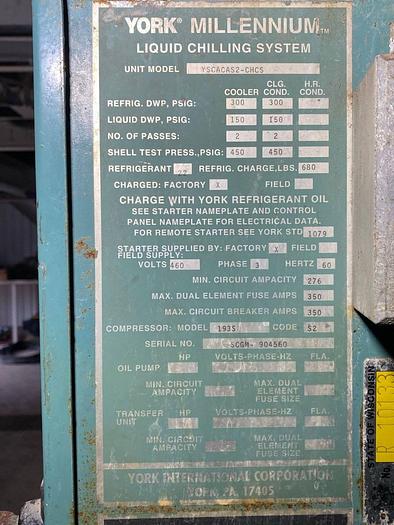 YORK® MILLENNIUM™
LIQUID CHILLING SYSTEM
UNIT MODEL YSCACAS2-CHCS
COOLER CLG. COND. H.R. COND.
REFRIG. DWP, PSIG: 300 300
LIQUID DWP, PSIG: 150 150
NO. OF PASSES: 2 2
SHELL TEST PRESS., PSIG: 450 450
REFRIGERANT 22 REFRIG. CHARGE, LBS. 680
CHARGED: FACTORY X FIELD
CHARGE WITH YORK REFRIGERANT OIL
SEE STARTER NAMEPLATE AND CONTROL
PANEL NAMEPLATE FOR ELECTRICAL DATA.
FOR REMOTE STARTER SEE YORK STD 1079
STARTER SUPPLIED BY: FACTORY X FIELD
FIELD SUPPLY:
VOLTS 460 PHASE 3 HERTZ 60
MIN. CIRCUIT AMPACITY 276
MAX. DUAL ELEMENT FUSE AMPS 350
MAX. CIRCUIT BREAKER AMPS 350
COMPRESSOR: MODEL 193S CODE S2
SERIAL NO. SCGM- 904560
HP VOLTS-PHASE-HZ FLA.
OIL PUMP
MIN. CIRCUIT AMPACITY MAX. DUAL ELEMENT FUSE SIZE
HP VOLTS-PHASE-HZ FLA.
TRANSFER UNIT
MIN. CIRCUIT AMPACITY MAX. DUAL ELEMENT FUSE SIZE
YORK INTERNATIONAL CORPORATION
YORK, PA. 17405
STATE OF WISCONSIN
No.